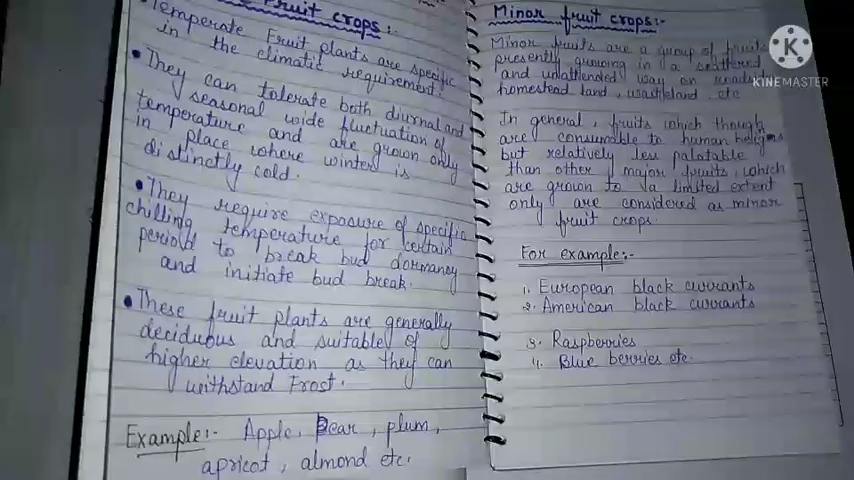 Fruit crops:-
Temperate Fruit plants are specific
in the climatic requirement.
• They can tolerate both diurnal and
seasonal wide fluctuation of
temperature and are grown only
in place where winter is
distinctly cold.
• They require exposure of specific
chilling temperature for certain
period to break bud dormancy
and initiate bud break.
• These fruit plants are generally
deciduous and suitable of
higher elevation as they can
withstand Frost.
Example:- Apple, Pear, plum,
apricot, almond etc.
Minor fruit crops:-
Minor fruits are a group of fruits
presently growing in a scattered
and unattended way on
homestead land, wasteland, etc
In general, fruits which though
are consumable to human beigns
but relatively less palatable
than other major fruits, which
are grown to a limited extent
only are considered as minor
fruit crops.
For example:-
1. European black currants
2. American black currants
3. Raspberries
4. Blue berries etc.
KINEMASTER